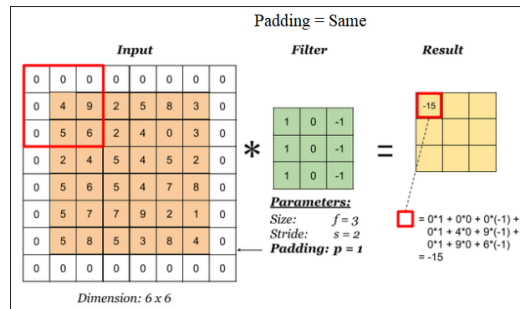 Padding = Same
Input Filter Result
0 0 0 0 0 0 0 0
0 4 9 2 5 8 3 0
0 5 6 2 4 0 3 0
0 2 4 5 4 5 2 0
0 5 6 5 4 7 8 0
0 5 7 7 9 2 1 0
0 5 8 5 3 8 4 0
0 0 0 0 0 0 0 0
Dimension: 6 x 6
*
1 0 -1
1 0 -1
1 0 -1
Parameters:
Size: f = 3
Stride: s = 2
Padding: p = 1
=
-15
= 0*1 + 0*0 + 0*(-1) +
0*1 + 4*0 + 9*(-1) +
0*1 + 9*0 + 6*(-1)
= -15